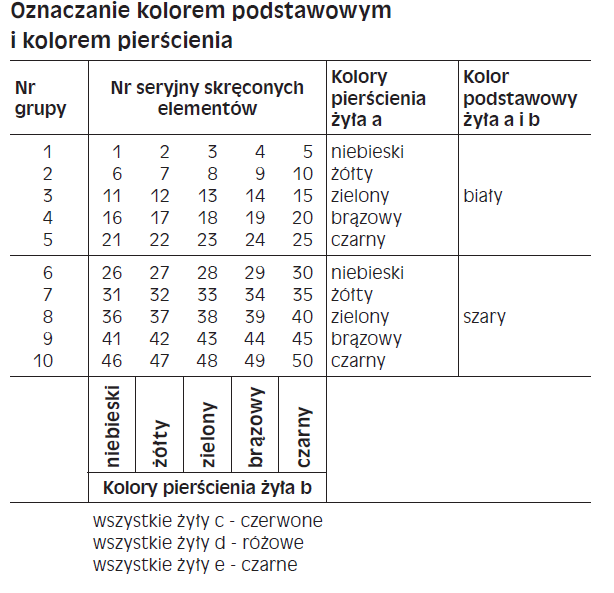 Oznaczanie kolorem podstawowym
i kolorem pierścienia
Nr grupy | Nr seryjny skręconych elementów | Kolory pierścienia żyła a | Kolor podstawowy żyła a i b
1 1 2 3 4 5 niebieski
2 6 7 8 9 10 żółty
3 11 12 13 14 15 zielony biały
4 16 17 18 19 20 brązowy
5 21 22 23 24 25 czarny
6 26 27 28 29 30 niebieski
7 31 32 33 34 35 żółty
8 36 37 38 39 40 zielony szary
9 41 42 43 44 45 brązowy
10 46 47 48 49 50 czarny
niebieski żółty zielony brązowy czarny
Kolory pierścienia żyła b
wszystkie żyły c - czerwone
wszystkie żyły d - różowe
wszystkie żyły e - czarne